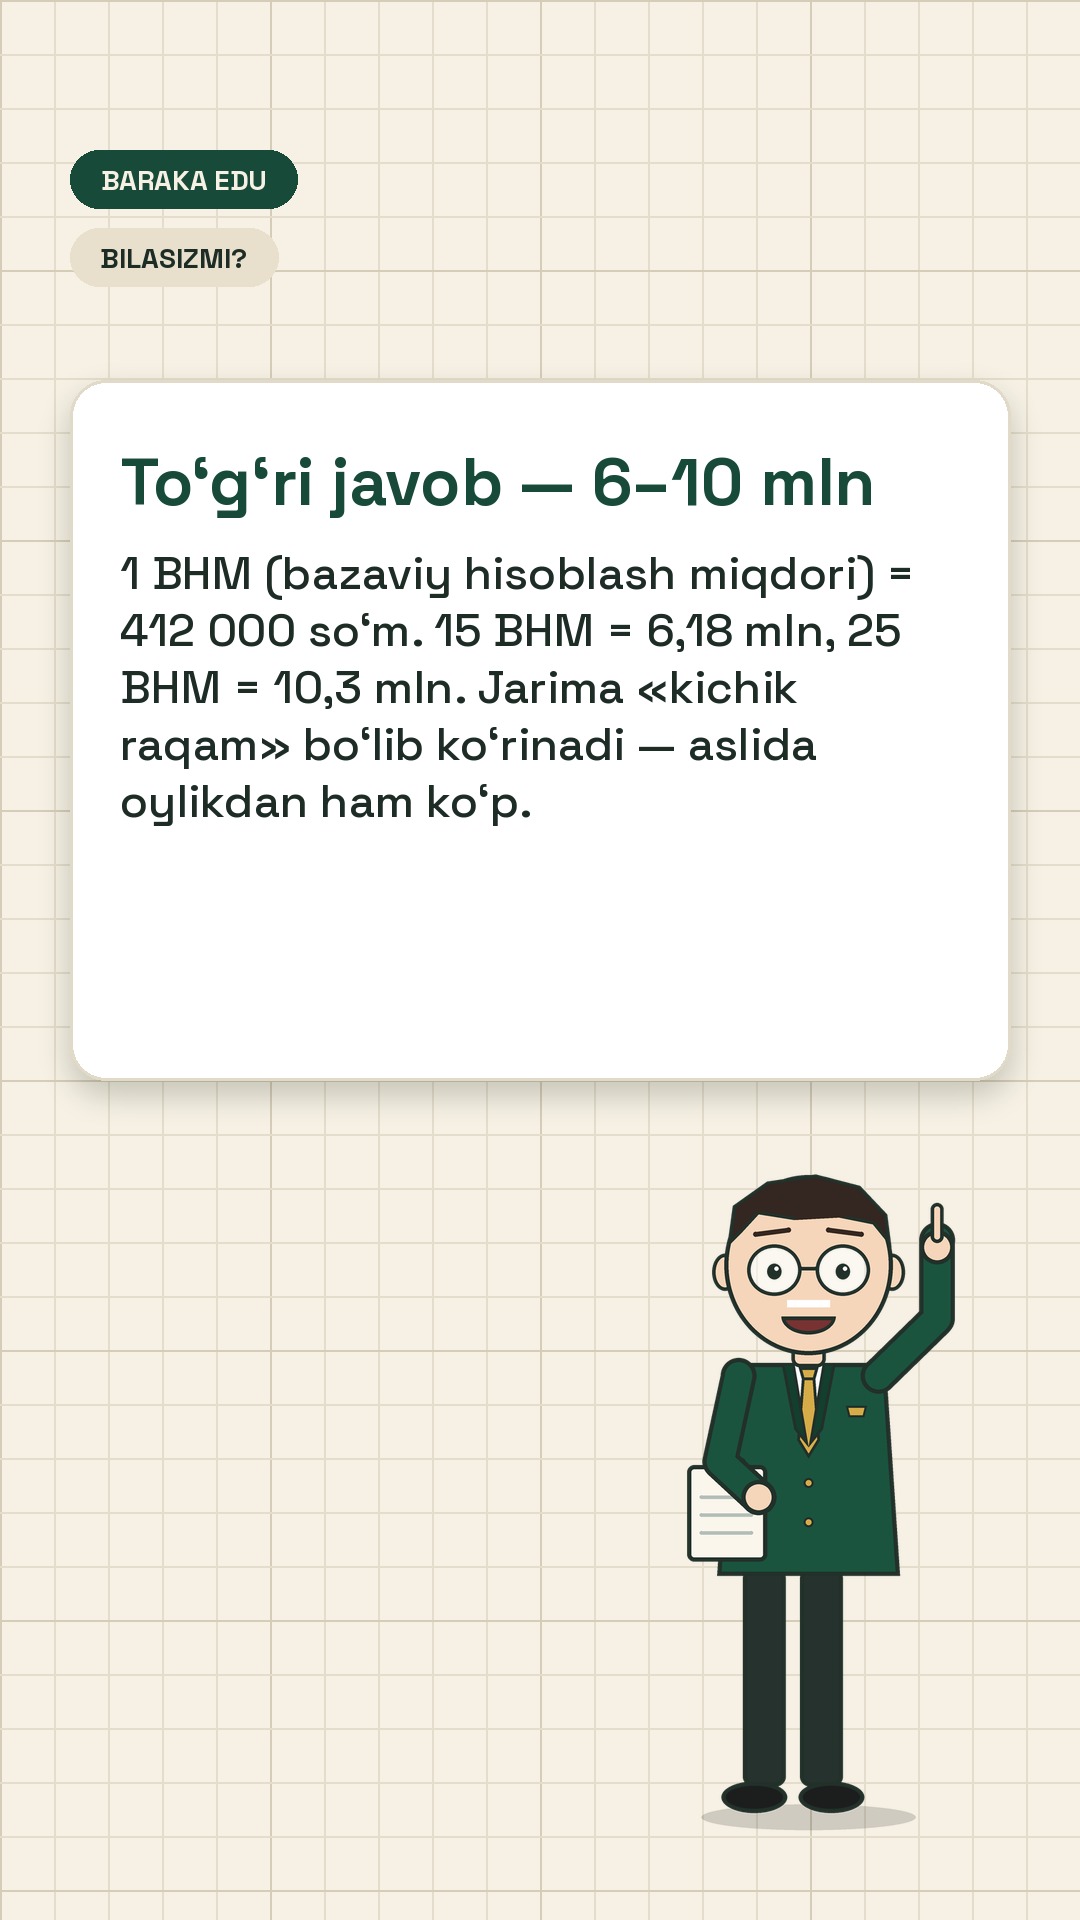 BARAKA EDU
BILASIZMI?
To‘g‘ri javob — 6–10 mln
1 BHM (bazaviy hisoblash miqdori) =
412 000 so‘m. 15 BHM = 6,18 mln, 25
BHM = 10,3 mln. Jarima «kichik
raqam» bo‘lib ko‘rinadi — aslida
oylikdan ham ko‘p.